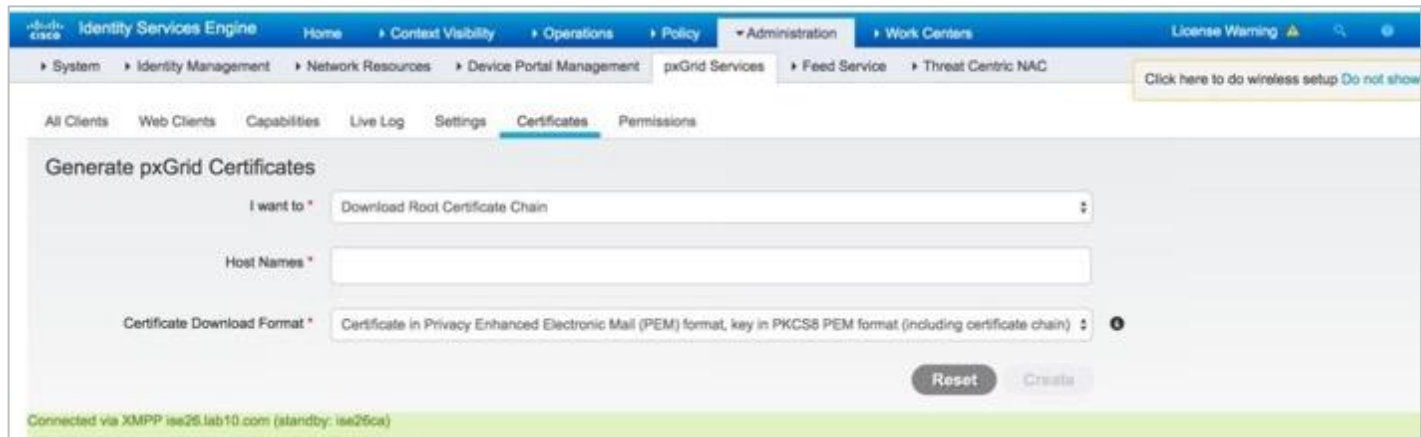 cisco Identity Services Engine Home Context Visibility Operations Policy Administration Work Centers License Warning
System Identity Management Network Resources Device Portal Management pxGrid Services Feed Service Threat Centric NAC
Click here to do wireless setup Do not show
All Clients Web Clients Capabilities Live Log Settings Certificates Permissions
Generate pxGrid Certificates
I want to * Download Root Certificate Chain
Host Names *
Certificate Download Format * Certificate in Privacy Enhanced Electronic Mail (PEM) format, key in PKCS8 PEM format (including certificate chain)
Reset Create
Connected via XMPP ise26.lab10.com (standby: ise26ca)